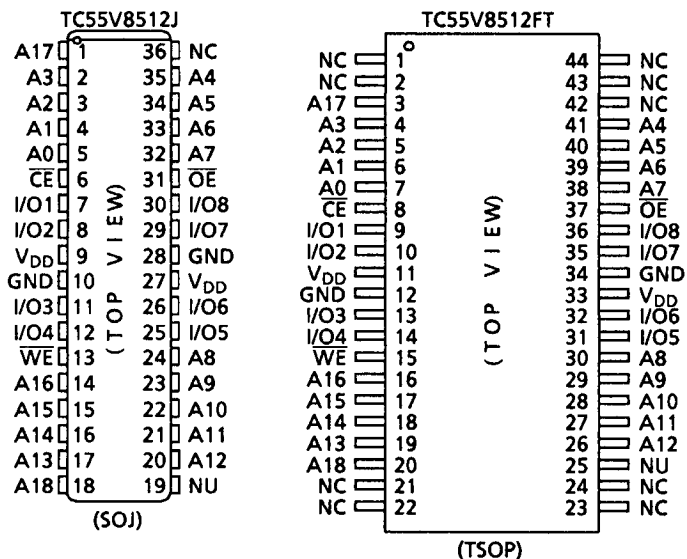 TC55V8512J
A17 1 36 NC
A3 2 35 A4
A2 3 34 A5
A1 4 33 A6
A0 5 32 A7
CE 6 31 OE
I/O1 7 30 I/O8
I/O2 8 29 I/O7
VDD 9 28 GND
GND 10 27 VDD
I/O3 11 26 I/O6
I/O4 12 25 I/O5
WE 13 24 A8
A16 14 23 A9
A15 15 22 A10
A14 16 21 A11
A13 17 20 A12
A18 18 19 NU
(TOP VIEW)
(SOJ)
TC55V8512FT
NC 1 44 NC
NC 2 43 NC
A17 3 42 NC
A3 4 41 A4
A2 5 40 A5
A1 6 39 A6
A0 7 38 A7
CE 8 37 OE
I/O1 9 36 I/O8
I/O2 10 35 I/O7
VDD 11 34 GND
GND 12 33 VDD
I/O3 13 32 I/O6
I/O4 14 31 I/O5
WE 15 30 A8
A16 16 29 A9
A15 17 28 A10
A14 18 27 A11
A13 19 26 A12
A18 20 25 NU
NC 21 24 NC
NC 22 23 NC
(TOP VIEW)
(TSOP)